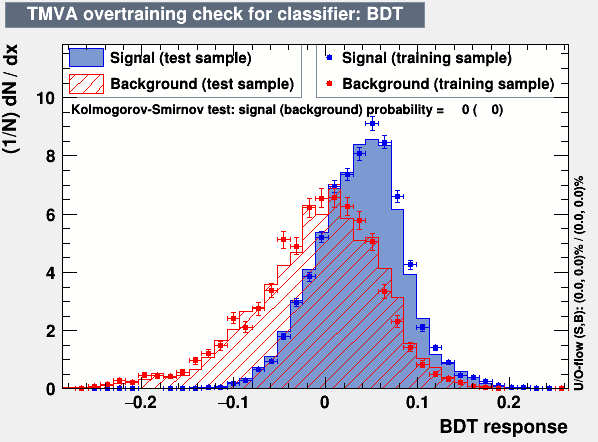 TMVA overtraining check for classifier: BDT
(1/N) dN / dx
Signal (test sample)
Signal (training sample)
Background (test sample)
Background (training sample)
Kolmogorov-Smirnov test: signal (background) probability = 0 ( 0)
10
8
6
4
2
0
−0.2
−0.1
0
0.1
0.2
BDT response
U/O-flow (S,B): (0.0, 0.0)% / (0.0, 0.0)%